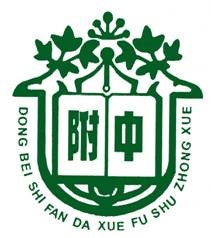 附中
DONG BEI SHI FAN DA XUE FU SHU ZHONG XUE